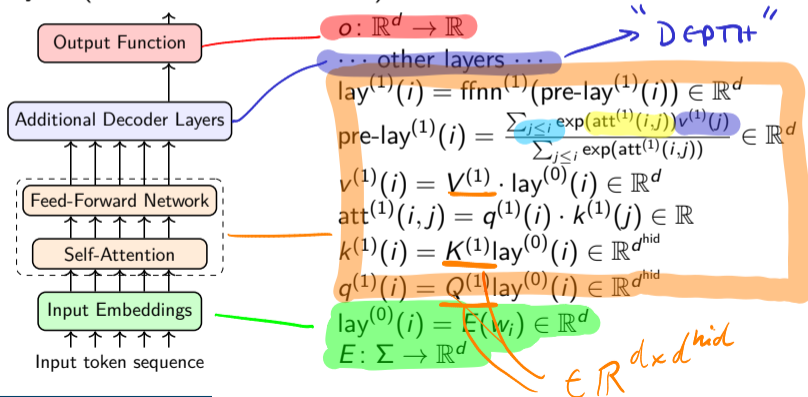 Output Function
Additional Decoder Layers
Feed-Forward Network
Self-Attention
Input Embeddings
Input token sequence
o: ℝ^d → ℝ
··· other layers ···
"DEPTH"
lay^(1)(i) = ffnn^(1)(pre-lay^(1)(i)) ∈ ℝ^d
pre-lay^(1)(i) = (∑_{j≤i} exp(att^(1)(i,j))v^(1)(j)) / (∑_{j≤i} exp(att^(1)(i,j))) ∈ ℝ^d
v^(1)(i) = V^(1) · lay^(0)(i) ∈ ℝ^d
att^(1)(i,j) = q^(1)(i) · k^(1)(j) ∈ ℝ
k^(1)(i) = K^(1)lay^(0)(i) ∈ ℝ^{d^hid}
q^(1)(i) = Q^(1)lay^(0)(i) ∈ ℝ^{d^hid}
lay^(0)(i) = E(w_i) ∈ ℝ^d
E: Σ → ℝ^d
∈ ℝ^{d×d^hid}